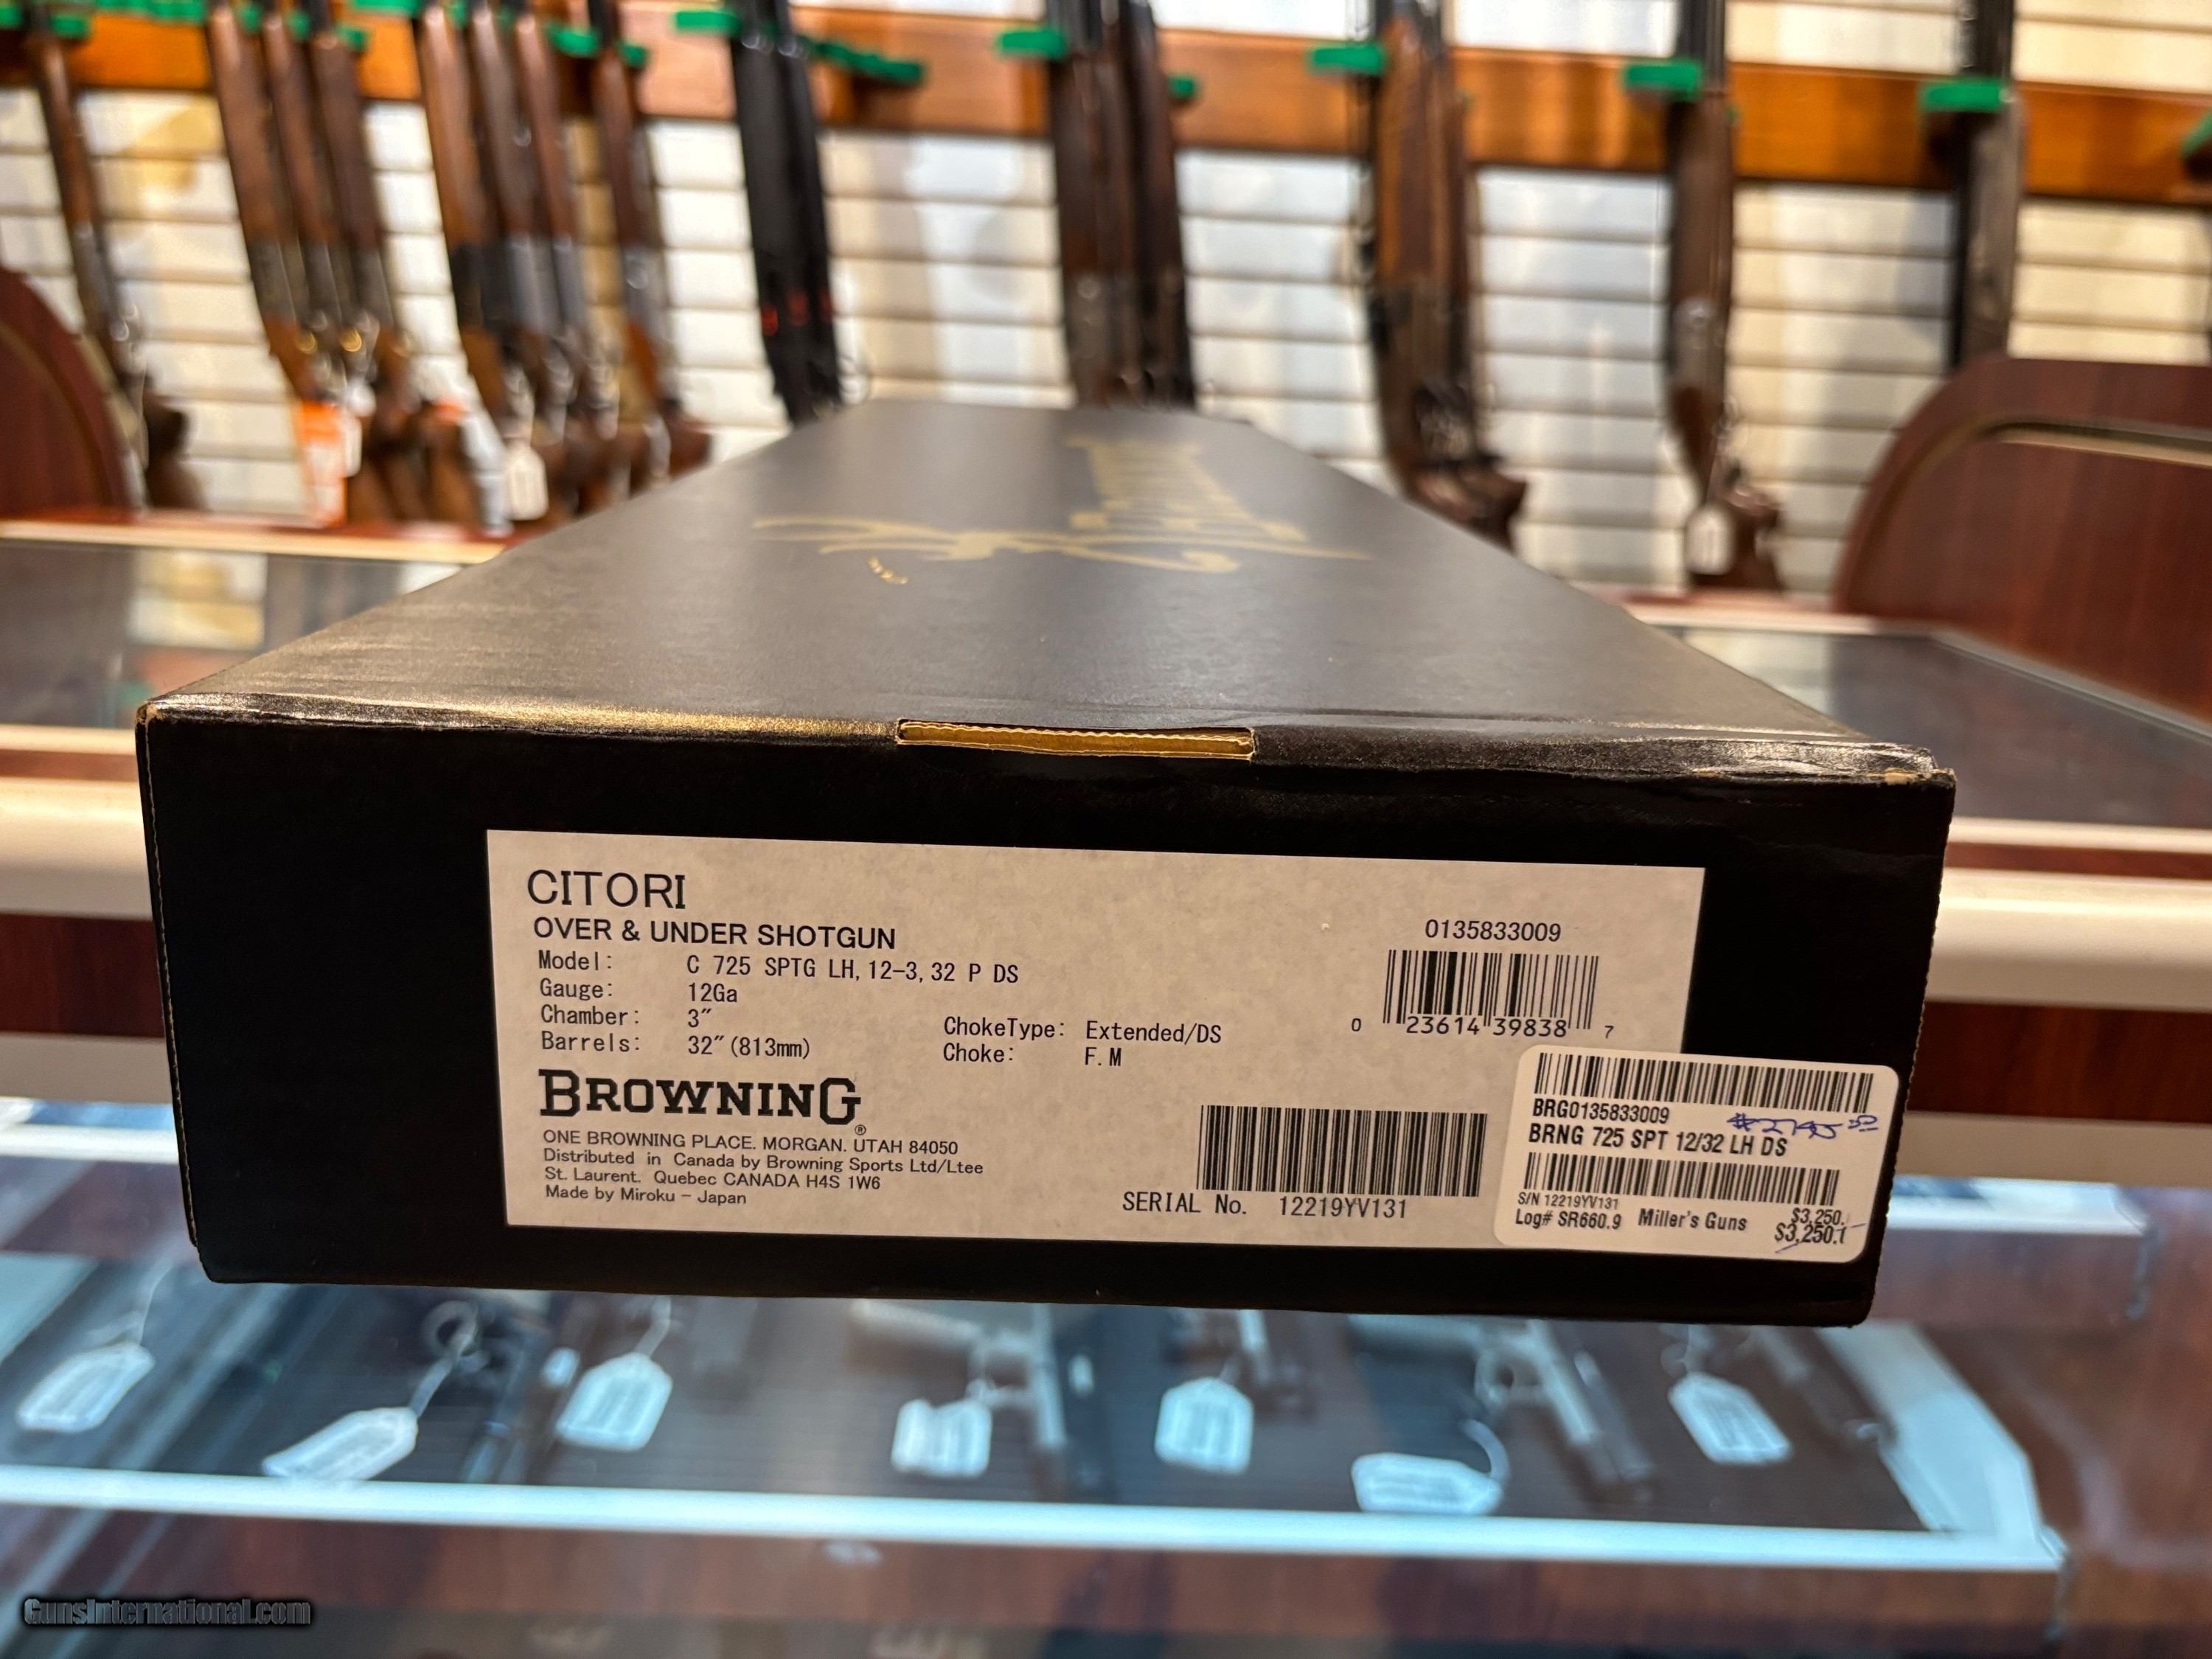 CITORI
OVER & UNDER SHOTGUN
Model: C 725 SPTG LH, 12-3, 32 P DS
Gauge: 12Ga
Chamber: 3"
Barrels: 32"(813mm)
ChokeType: Extended/DS
Choke: F.M
BROWNING®
ONE BROWNING PLACE. MORGAN. UTAH 84050
Distributed in Canada by Browning Sports Ltd/Ltee
St. Laurent. Quebec CANADA H4S 1W6
Made by Miroku - Japan
0135833009
0 23614 39838 7
SERIAL No. 12219YV131
BRG0135833009
BRNG 725 SPT 12/32 LH DS
S/N 12219YV131
Log# SR660.9 Miller's Guns
$3,250.
$3,250.1
GunsInternational.com